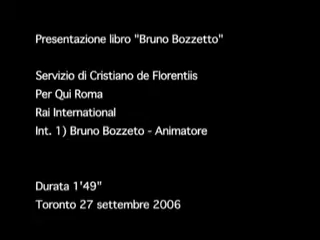 Presentazione libro "Bruno Bozzetto"
Servizio di Cristiano de Florentiis
Per Qui Roma
Rai International
Int. 1) Bruno Bozzeto - Animatore
Durata 1'49"
Toronto 27 settembre 2006